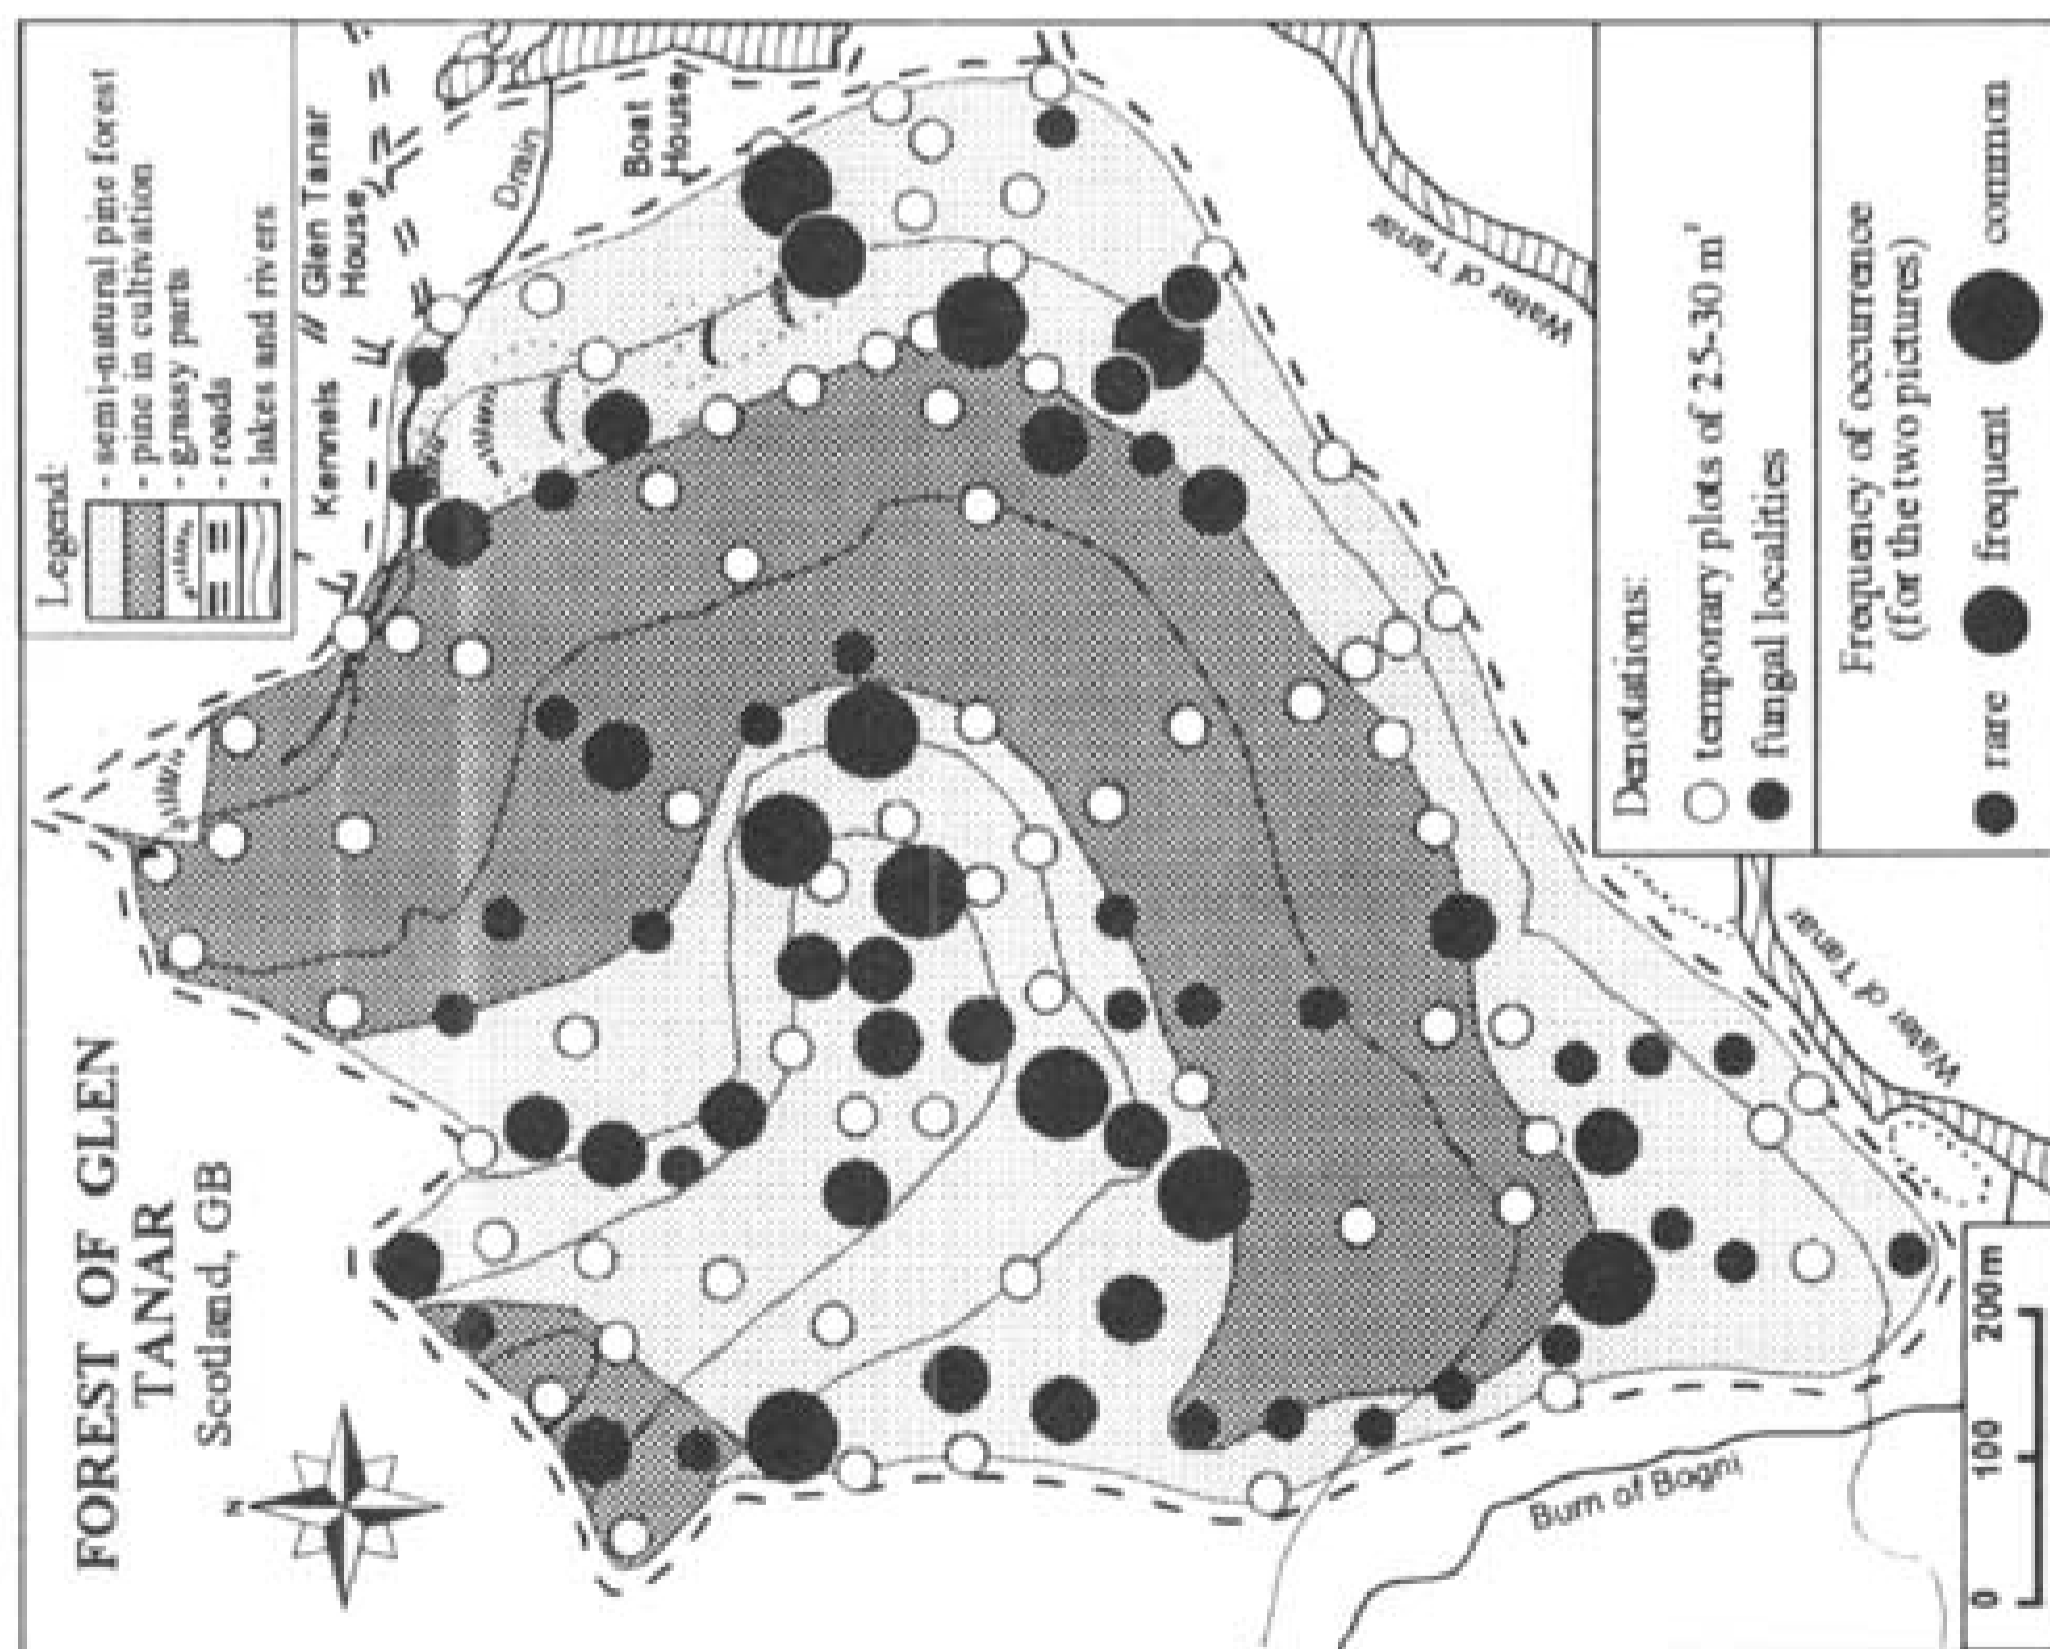 FOREST OF GLEN
TANAR
Scotland, GB
N
Legend:
- semi-natural pine forest
- pine in cultivation
- grassy parts
- roads
- lakes and rivers
Kennels
Glen Tanar
House
Drain
Boat
House
Water of Tanar
Water of Tanar
Burn of Bogni
0 100 200m
Denotations:
temporary plots of 25-30 m²
fungal localities
Frequency of occurrence
(for the two pictures)
rare frequent common